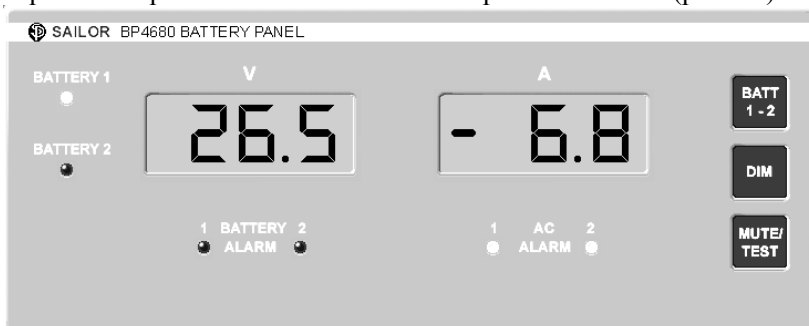 SAILOR BP4680 BATTERY PANEL
BATTERY 1
V
A
26.5
- 6.8
BATT
1 - 2
BATTERY 2
DIM
1 BATTERY 2
ALARM
1 AC 2
ALARM
MUTE/
TEST